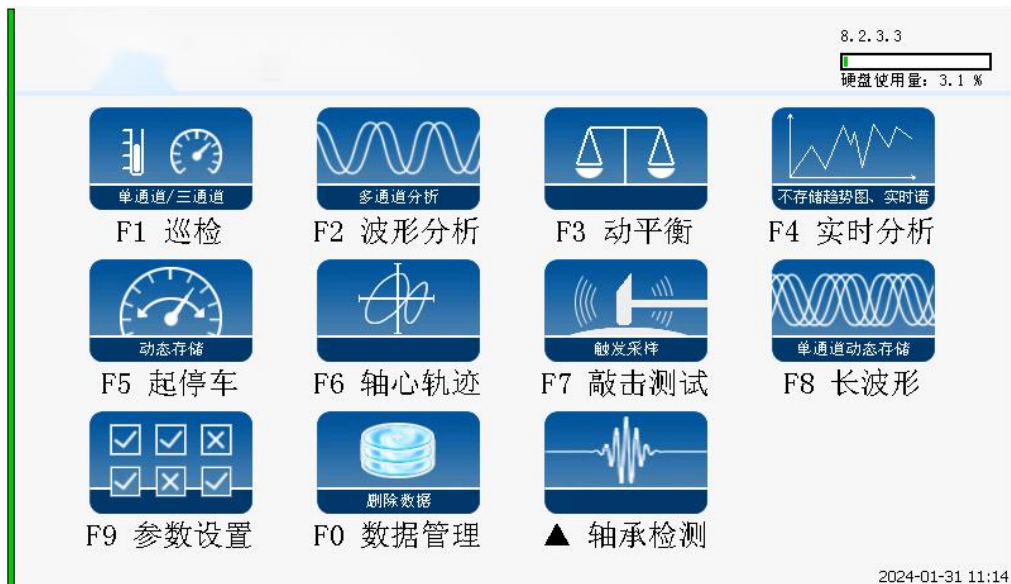 8.2.3.3
硬盘使用量: 3.1 %
单通道/三通道
多通道分析
不存储趋势图、实时谱
F1 巡检
F2 波形分析
F3 动平衡
F4 实时分析
动态存储
触发采样
单通道动态存储
F5 起停车
F6 轴心轨迹
F7 敲击测试
F8 长波形
删除数据
F9 参数设置
F0 数据管理
▲ 轴承检测
2024-01-31 11:14